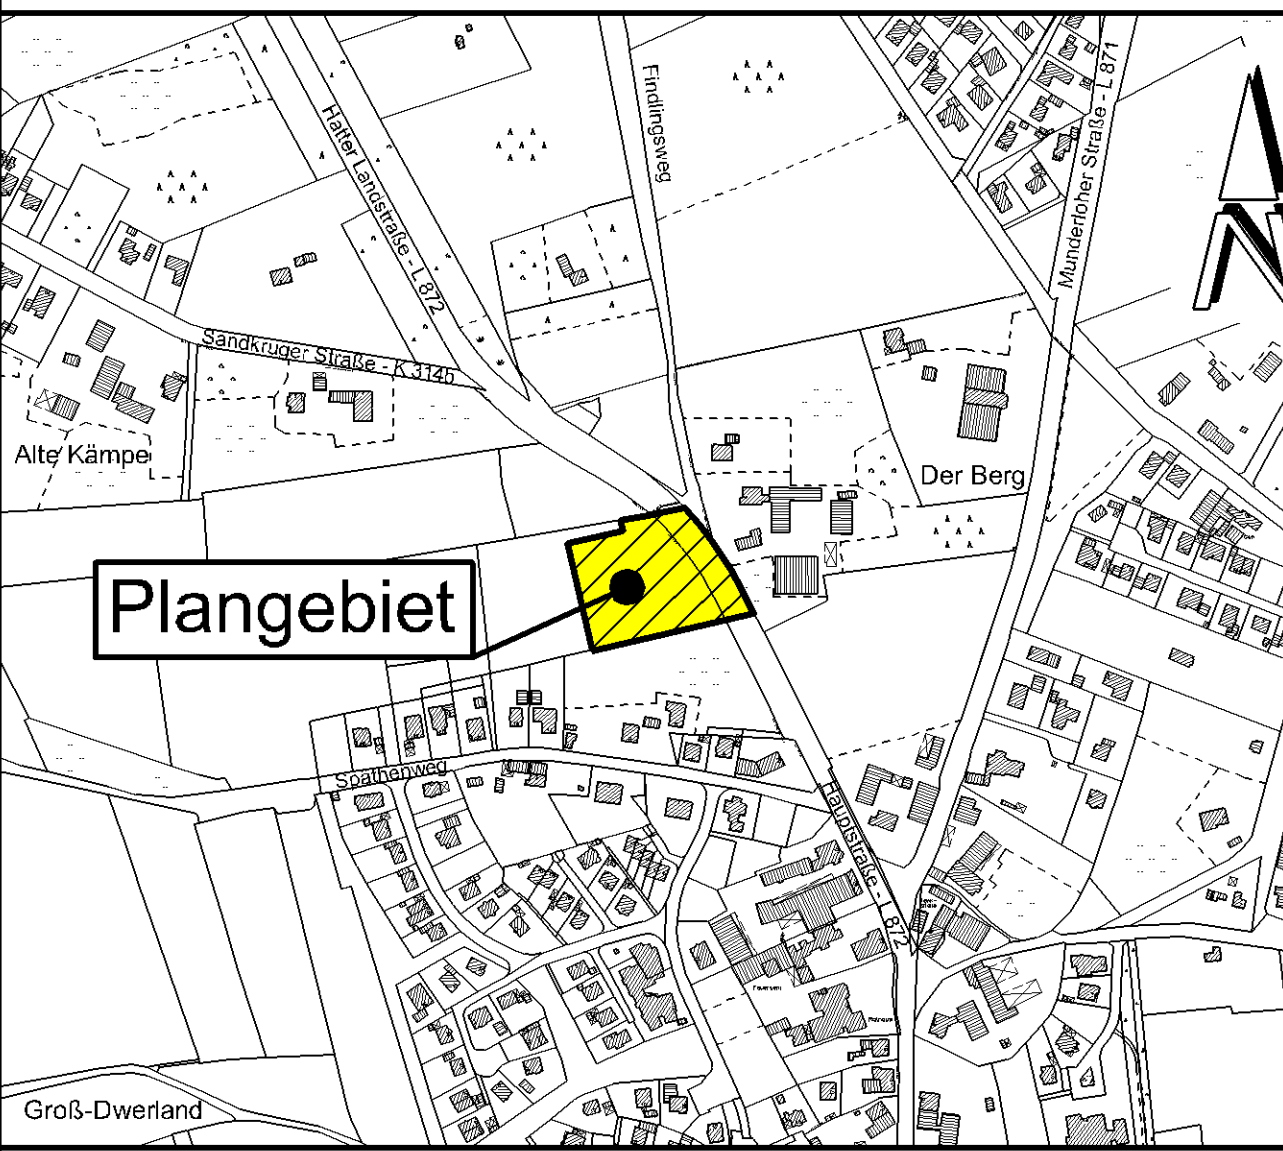 Findlingsweg
Munderloher Straße - L 871
Hatter Landstraße - L 872
N
Sandkruger Straße - K 314b
Alte Kämpe
Der Berg
Plangebiet
Spathenweg
Hauptstraße - L 872
Groß-Dwerland